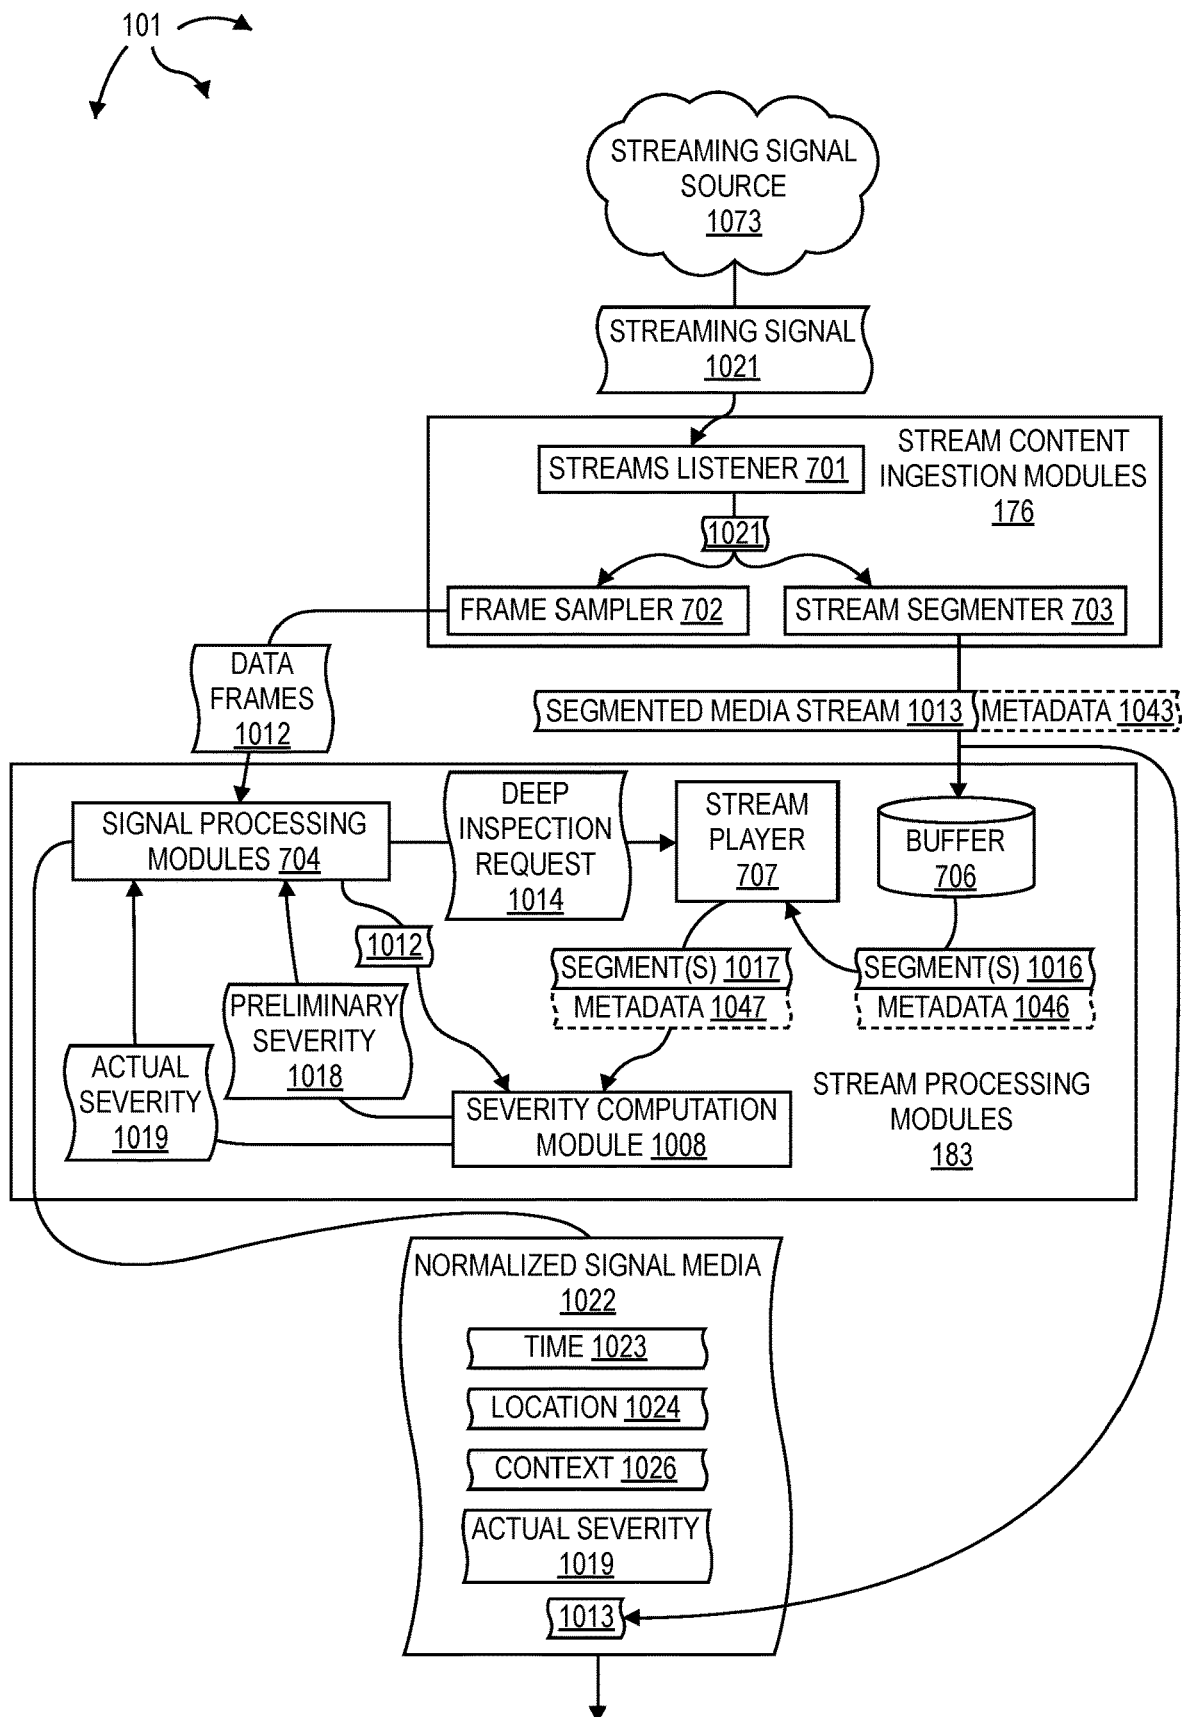 101
STREAMING SIGNAL
SOURCE
1073
STREAMING SIGNAL
1021
STREAM CONTENT
INGESTION MODULES
176
STREAMS LISTENER 701
1021
FRAME SAMPLER 702
STREAM SEGMENTER 703
DATA
FRAMES
1012
SEGMENTED MEDIA STREAM 1013
METADATA 1043
SIGNAL PROCESSING
MODULES 704
DEEP
INSPECTION
REQUEST
1014
STREAM
PLAYER
707
BUFFER
706
1012
SEGMENT(S) 1017
METADATA 1047
SEGMENT(S) 1016
METADATA 1046
PRELIMINARY
SEVERITY
1018
ACTUAL
SEVERITY
1019
SEVERITY COMPUTATION
MODULE 1008
STREAM PROCESSING
MODULES
183
NORMALIZED SIGNAL MEDIA
1022
TIME 1023
LOCATION 1024
CONTEXT 1026
ACTUAL SEVERITY
1019
1013